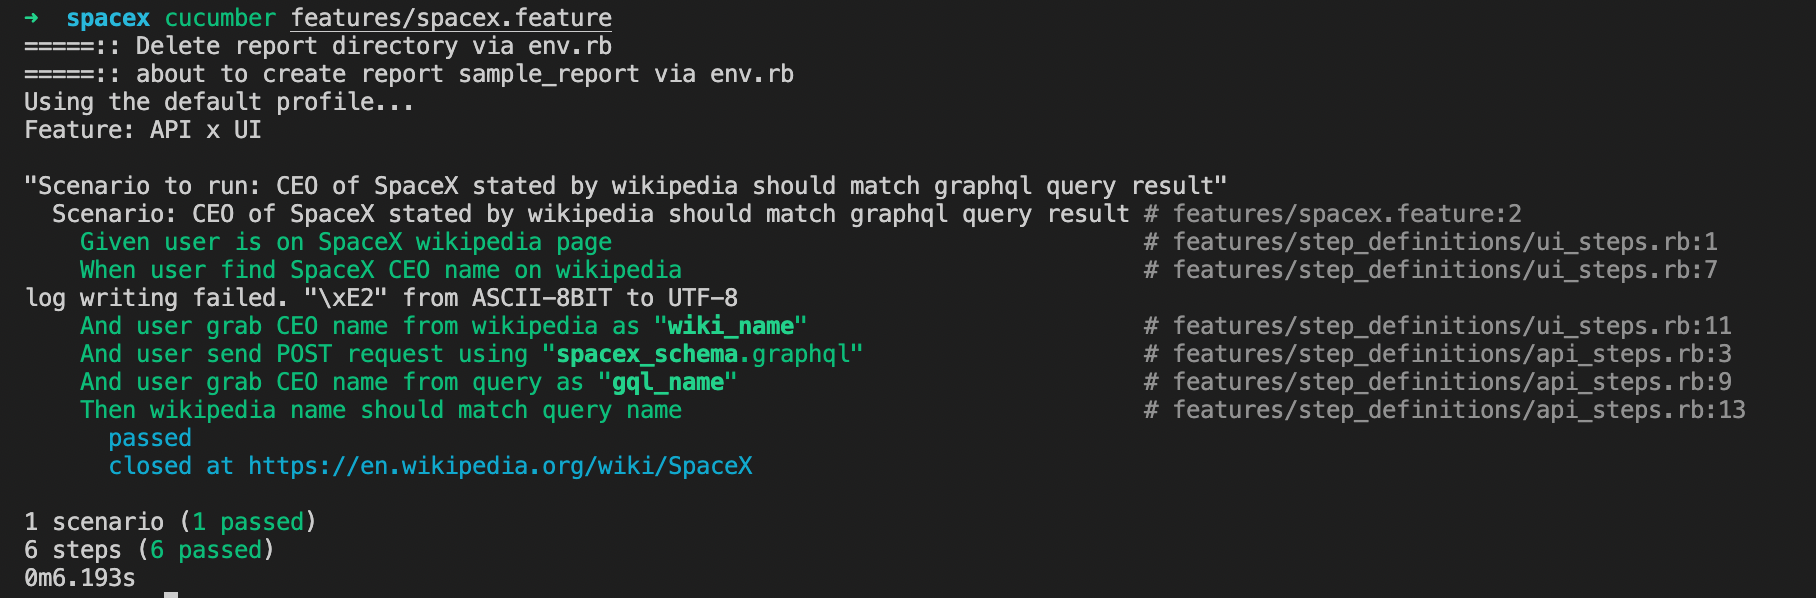 ➜  spacex cucumber features/spacex.feature
=====:: Delete report directory via env.rb
=====:: about to create report sample_report via env.rb
Using the default profile...
Feature: API x UI

"Scenario to run: CEO of SpaceX stated by wikipedia should match graphql query result"
  Scenario: CEO of SpaceX stated by wikipedia should match graphql query result # features/spacex.feature:2
    Given user is on SpaceX wikipedia page                                      # features/step_definitions/ui_steps.rb:1
    When user find SpaceX CEO name on wikipedia                                 # features/step_definitions/ui_steps.rb:7
log writing failed. "\xE2" from ASCII-8BIT to UTF-8
    And user grab CEO name from wikipedia as "wiki_name"                        # features/step_definitions/ui_steps.rb:11
    And user send POST request using "spacex_schema.graphql"                    # features/step_definitions/api_steps.rb:3
    And user grab CEO name from query as "gql_name"                             # features/step_definitions/api_steps.rb:9
    Then wikipedia name should match query name                                 # features/step_definitions/api_steps.rb:13
      passed
      closed at https://en.wikipedia.org/wiki/SpaceX

1 scenario (1 passed)
6 steps (6 passed)
0m6.193s